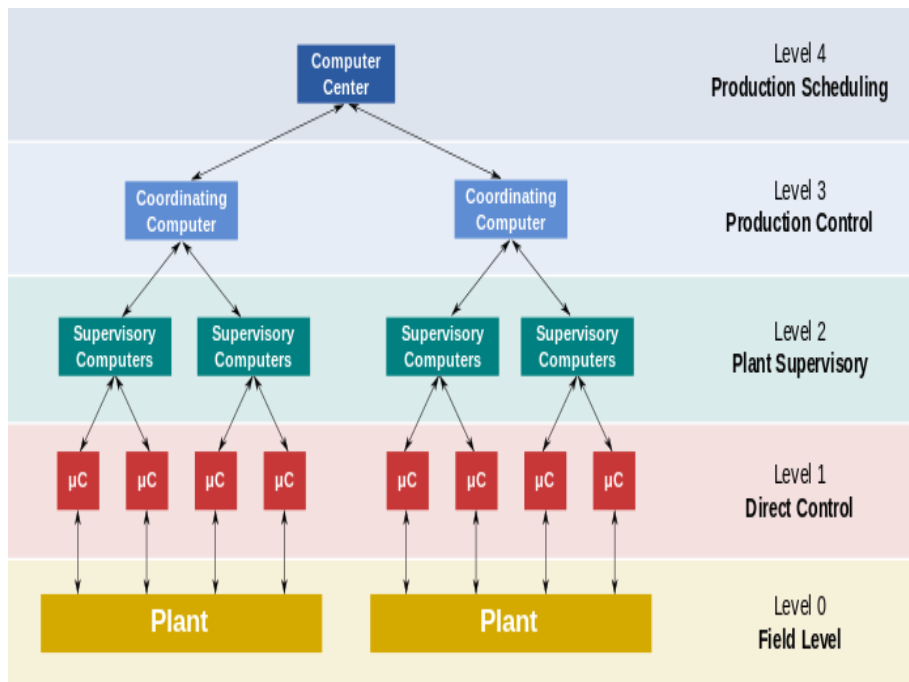 Computer
Center
Level 4
Production Scheduling
Coordinating
Computer
Coordinating
Computer
Level 3
Production Control
Supervisory
Computers
Supervisory
Computers
Supervisory
Computers
Supervisory
Computers
Level 2
Plant Supervisory
µC
µC
µC
µC
µC
µC
µC
µC
Level 1
Direct Control
Plant
Plant
Level 0
Field Level